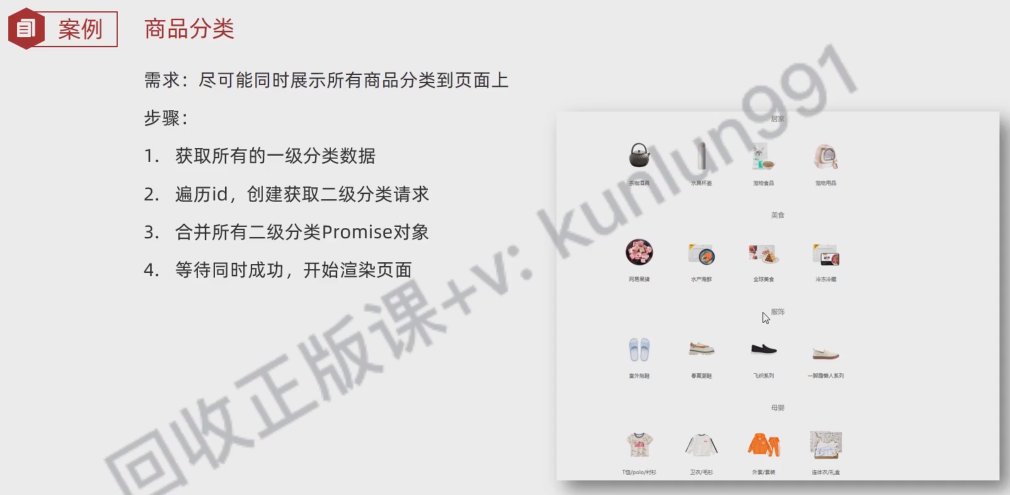 案例
商品分类
需求：尽可能同时展示所有商品分类到页面上
步骤：
1. 获取所有的一级分类数据
2. 遍历id，创建获取二级分类请求
3. 合并所有二级分类Promise对象
4. 等待同时成功，开始渲染页面
居家
茶咖酒具 水具杯壶 宠物食品 宠物用品
美食
网易黑猪 水产海鲜 全球美食 冷冻冷藏
服饰
室外拖鞋 飞织系列 一脚蹬懒人系列
母婴
T恤/polo/衬衫 卫衣/毛衫 外套/套装 连体衣/礼盒
回收正版课+v: kunlun991